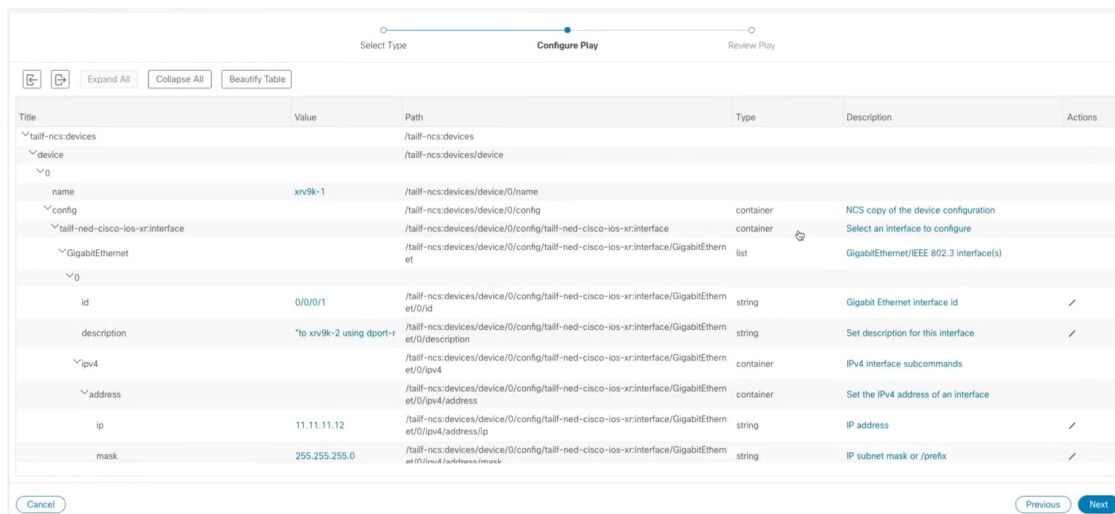 Select Type Configure Play Review Play
Expand All Collapse All Beautify Table
Title Value Path Type Description Actions
tailf-ncs:devices /tailf-ncs:devices
device /tailf-ncs:devices/device
0
name xrv9k-1 /tailf-ncs:devices/device/0/name
config /tailf-ncs:devices/device/0/config container NCS copy of the device configuration
tailf-ned-cisco-ios-xr:interface /tailf-ncs:devices/device/0/config/tailf-ned-cisco-ios-xr:interface container Select an interface to configure
GigabitEthernet /tailf-ncs:devices/device/0/config/tailf-ned-cisco-ios-xr:interface/GigabitEthern list GigabitEthernet/IEEE 802.3 interface(s)
et
0
id 0/0/0/1 /tailf-ncs:devices/device/0/config/tailf-ned-cisco-ios-xr:interface/GigabitEthern string Gigabit Ethernet interface id
et/0/id
description "to xrv9k-2 using dport-r /tailf-ncs:devices/device/0/config/tailf-ned-cisco-ios-xr:interface/GigabitEthern string Set description for this interface
et/0/description
ipv4 /tailf-ncs:devices/device/0/config/tailf-ned-cisco-ios-xr:interface/GigabitEthern container IPv4 interface subcommands
et/0/ipv4
address /tailf-ncs:devices/device/0/config/tailf-ned-cisco-ios-xr:interface/GigabitEthern container Set the IPv4 address of an interface
et/0/ipv4/address
ip 11.11.11.12 /tailf-ncs:devices/device/0/config/tailf-ned-cisco-ios-xr:interface/GigabitEthern string IP address
et/0/ipv4/address/ip
mask 255.255.255.0 /tailf-ncs:devices/device/0/config/tailf-ned-cisco-ios-xr:interface/GigabitEthern string IP subnet mask or /prefix
et/0/ipv4/address/mask
Cancel Previous Next